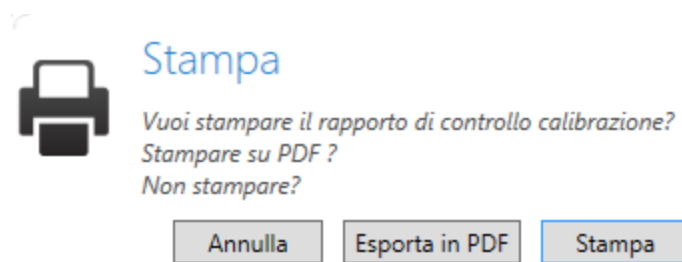 Stampa
Vuoi stampare il rapporto di controllo calibrazione?
Stampare su PDF ?
Non stampare?
Annulla Esporta in PDF Stampa